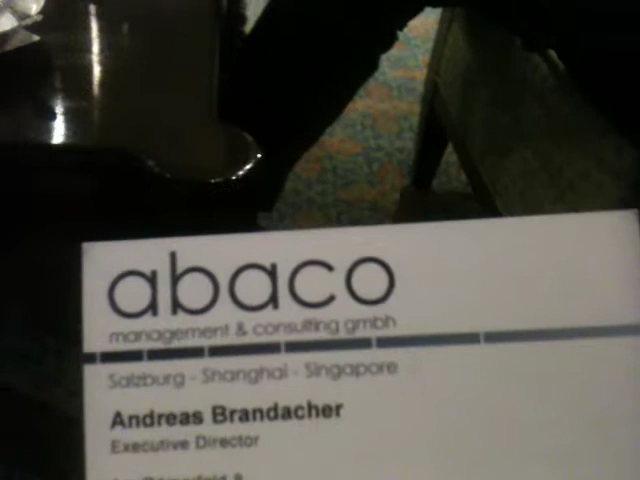 abaco
management & consulting gmbh
Salzburg - Shanghai - Singapore
Andreas Brandacher
Executive Director